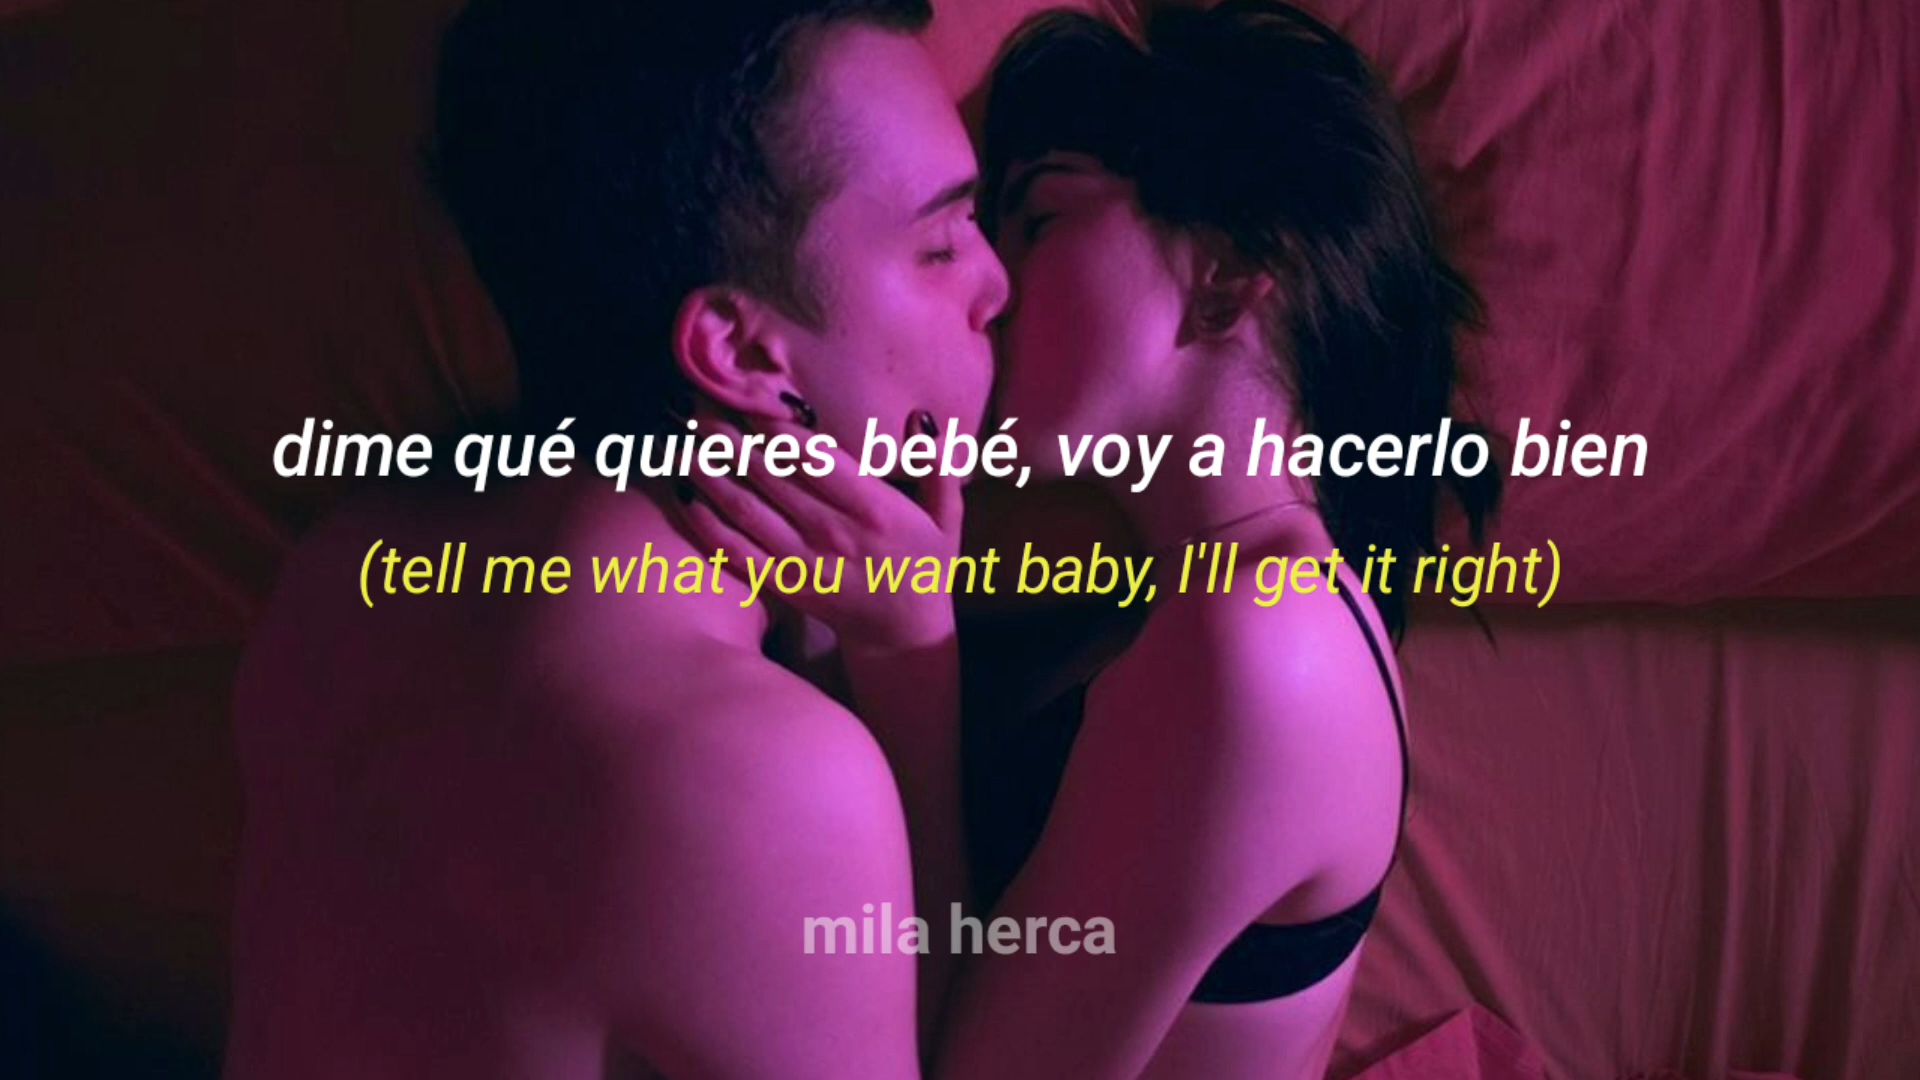 dime qué quieres bebé, voy a hacerlo bien
(tell me what you want baby, I'll get it right)
mila herca